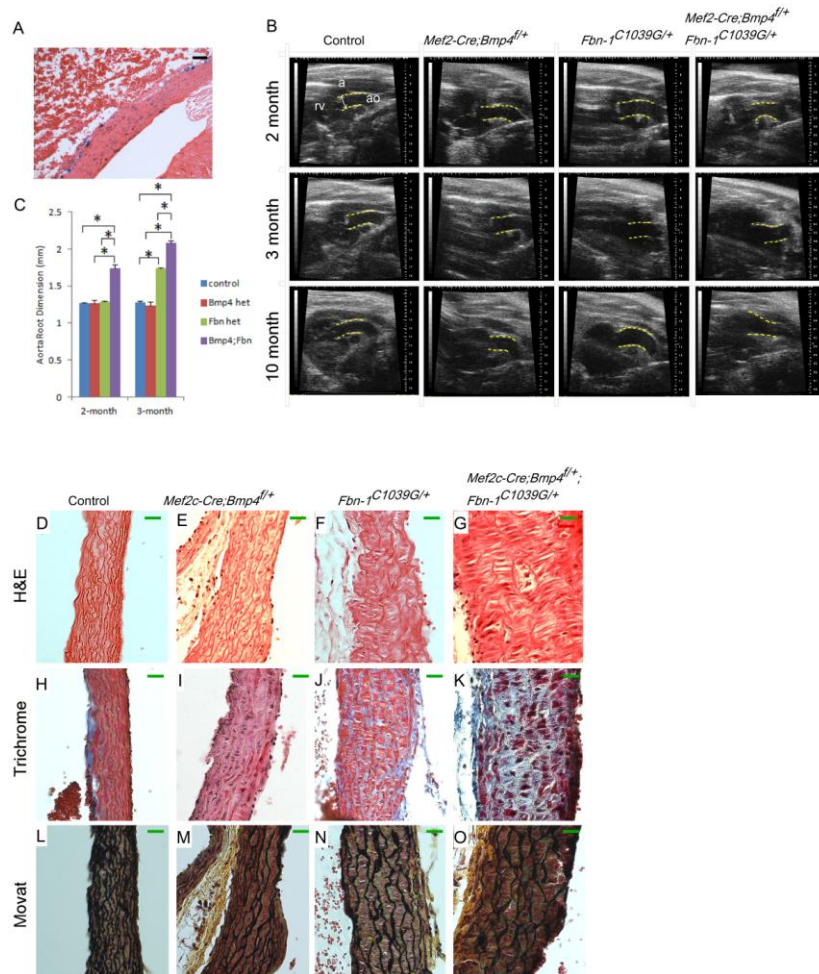 A
B
Control
Mef2-Cre;Bmp4f/+
Fbn-1C1039G/+
Mef2-Cre;Bmp4f/+
Fbn-1C1039G/+
2 month
a
rv
ao
3 month
10 month
C
AortaRoot Dimension (mm)
2.5
2
1.5
1
0.5
0
* * * * * * * *
2-month
3-month
control
Bmp4 het
Fbn het
Bmp4;Fbn
Control
Mef2c-Cre;Bmp4f/+
Fbn-1C1039G/+
Mef2c-Cre;Bmp4f/+;
Fbn-1C1039G/+
H&E
D
E
F
G
Trichrome
H
I
J
K
Movat
L
M
N
O